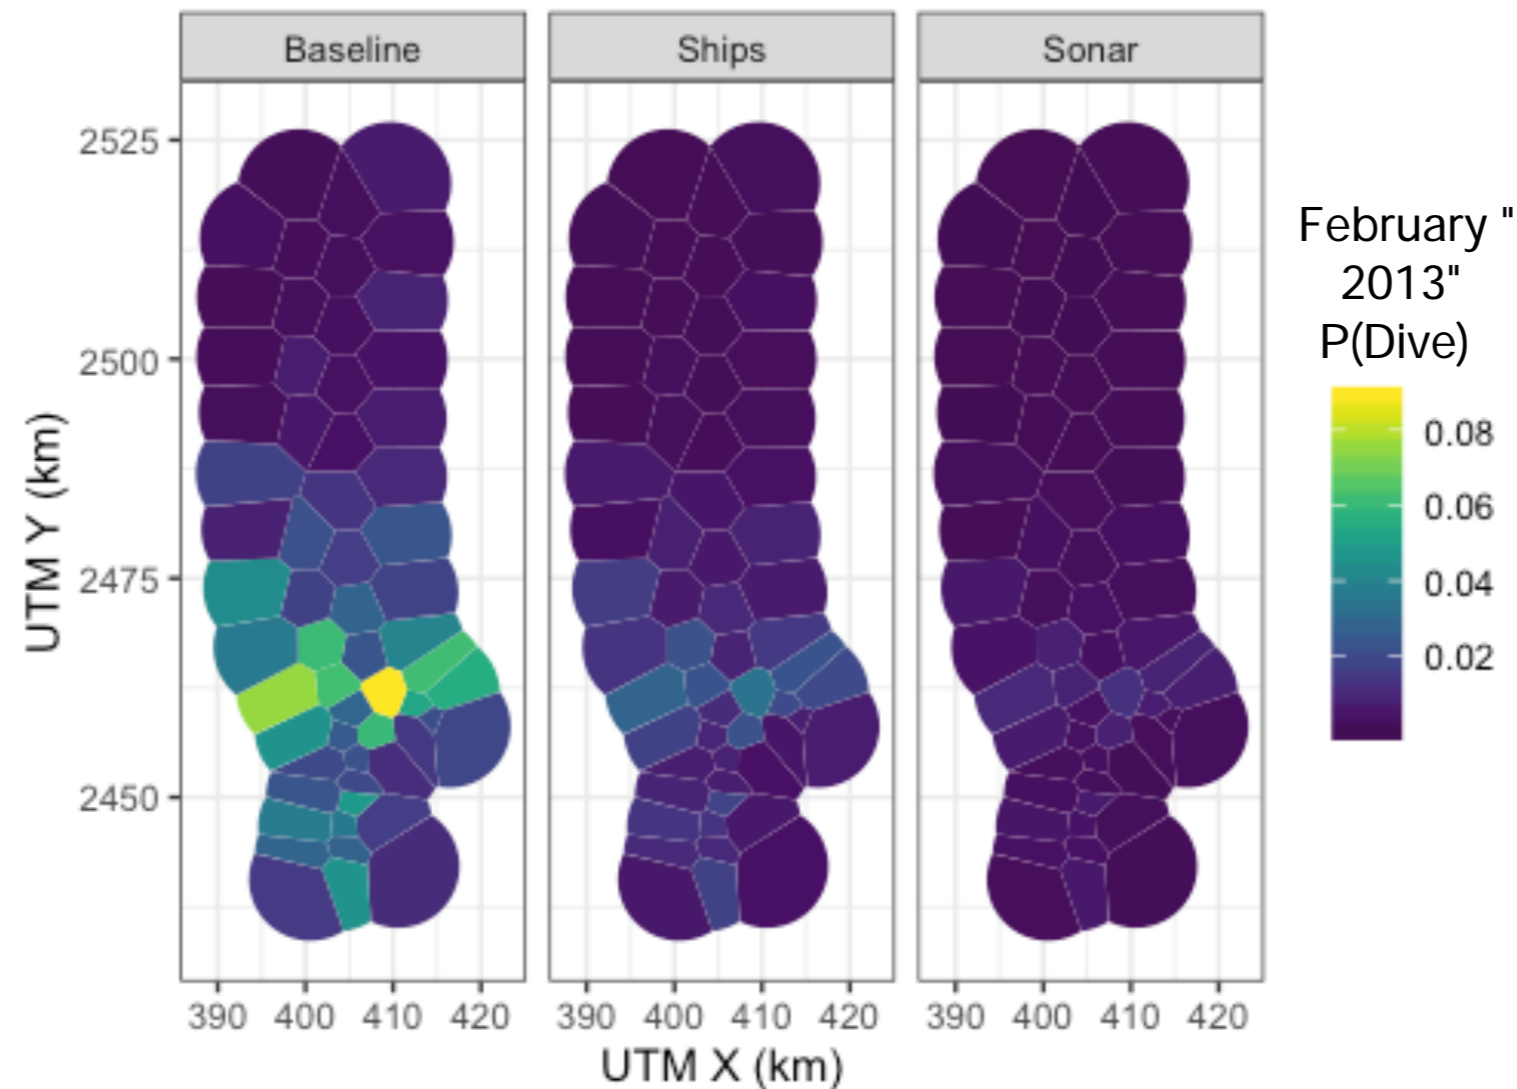 Baseline
Ships
Sonar
UTM Y (km)
2525
2500
2475
2450
390 400 410 420
390 400 410 420
390 400 410 420
UTM X (km)
February "
2013"
P(Dive)
0.08
0.06
0.04
0.02